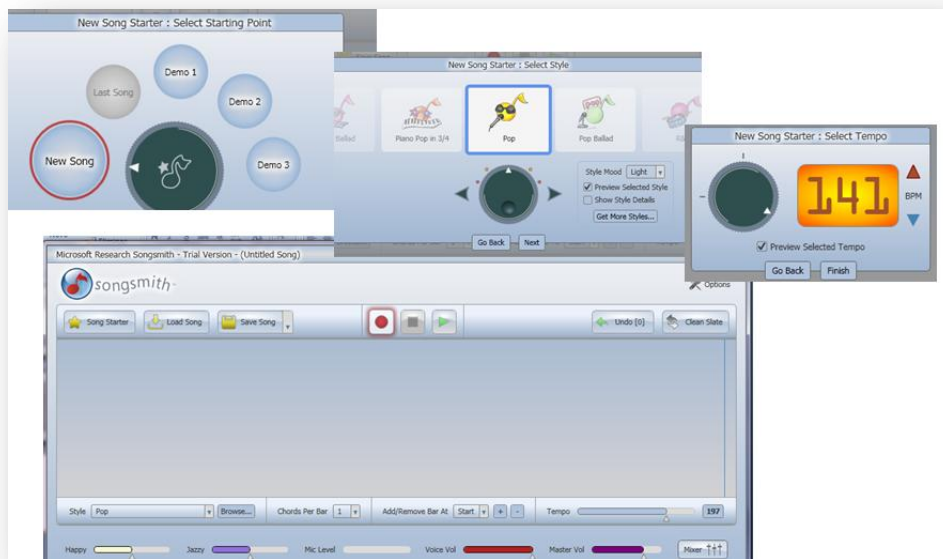 New Song Starter : Select Starting Point
Last Song
Demo 1
Demo 2
New Song
Demo 3
New Song Starter : Select Style
Ballad
Piano Pop in 3/4
Pop
Pop Ballad
Style Mood Light
Preview Selected Style
Show Style Details
Get More Styles...
Go Back Next
New Song Starter : Select Tempo
141
BPM
Preview Selected Tempo
Go Back Finish
Microsoft Research Songsmith - Trial Version - (Untitled Song)
songsmith
Options
Song Starter Load Song Save Song Undo [0] Clean Slate
Style Pop Browse... Chords Per Bar 1 Add/Remove Bar At Start + - Tempo 197
Happy Jazzy Mic Level Voice Vol Master Vol Mixer